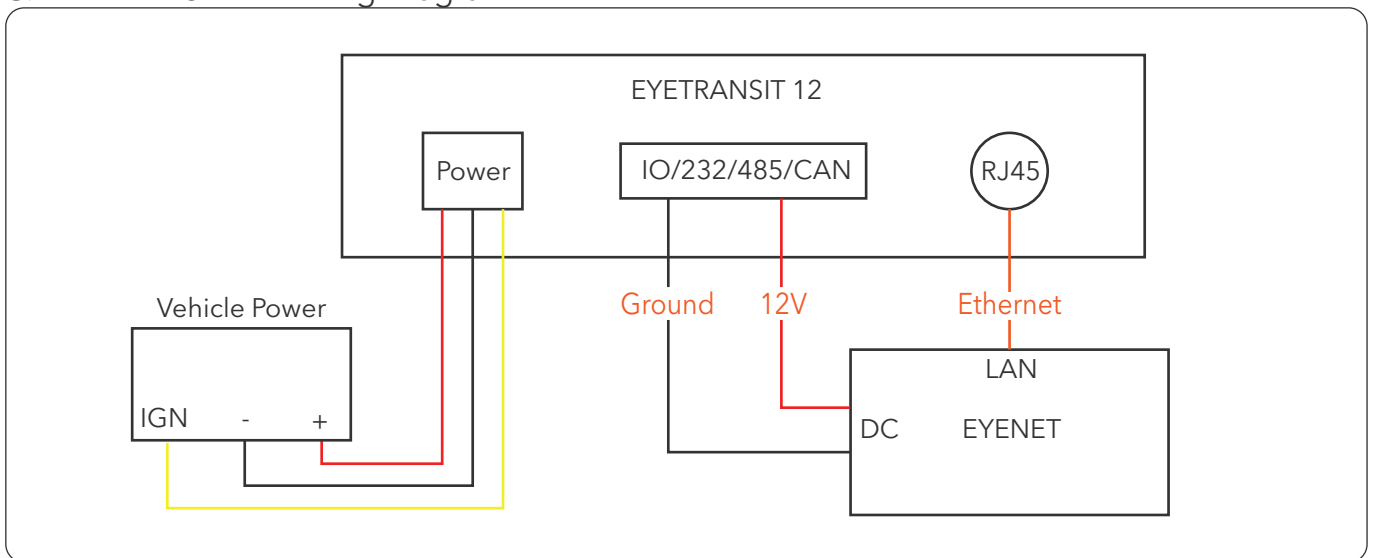 EYETRANSIT 12
Power
IO/232/485/CAN
RJ45
Ground
12V
Ethernet
Vehicle Power
IGN
-
+
LAN
DC
EYENET